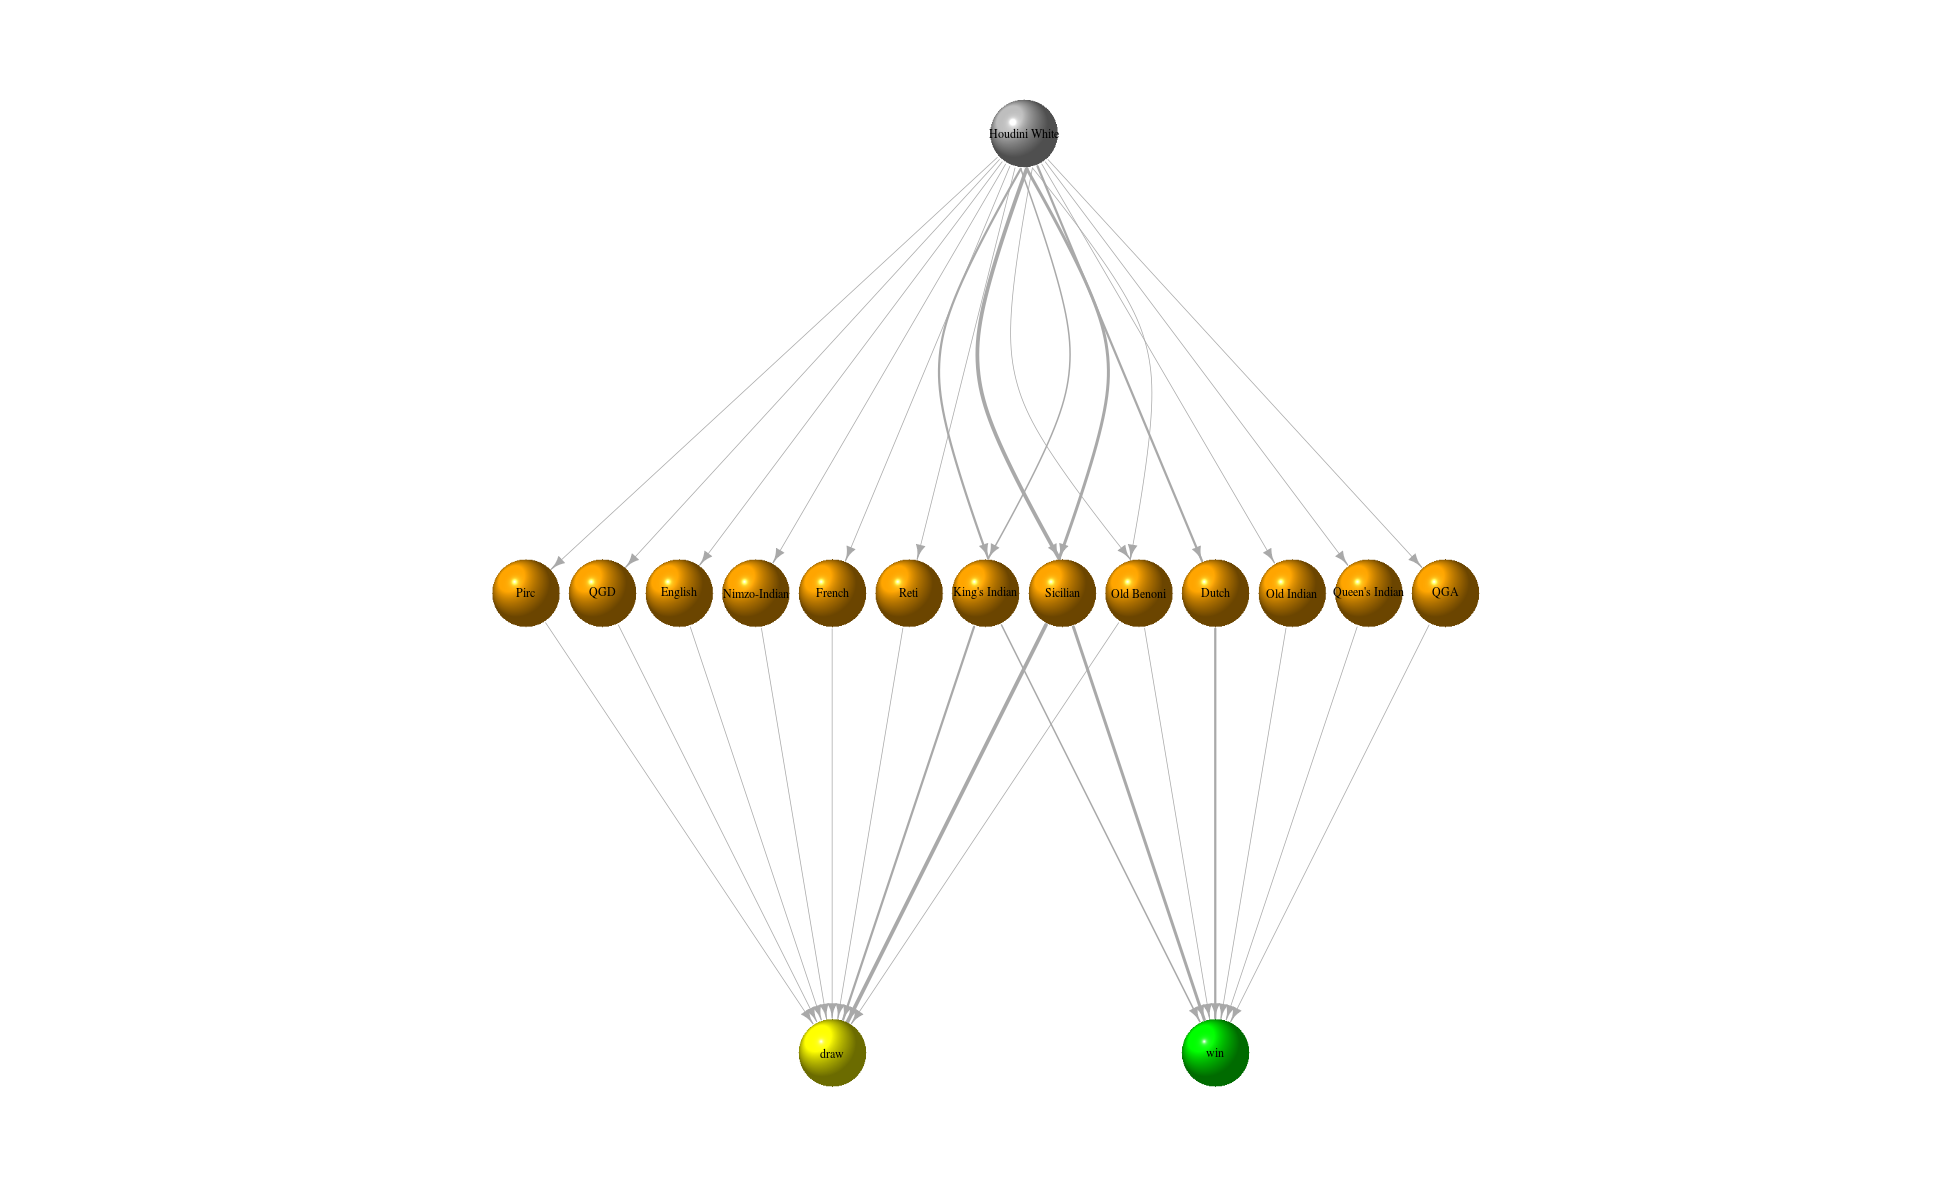 Houdini White
Pirc
QGD
English
Nimzo-Indian
French
Reti
King's Indian
Sicilian
Old Benoni
Dutch
Old Indian
Queen's Indian
QGA
draw
win